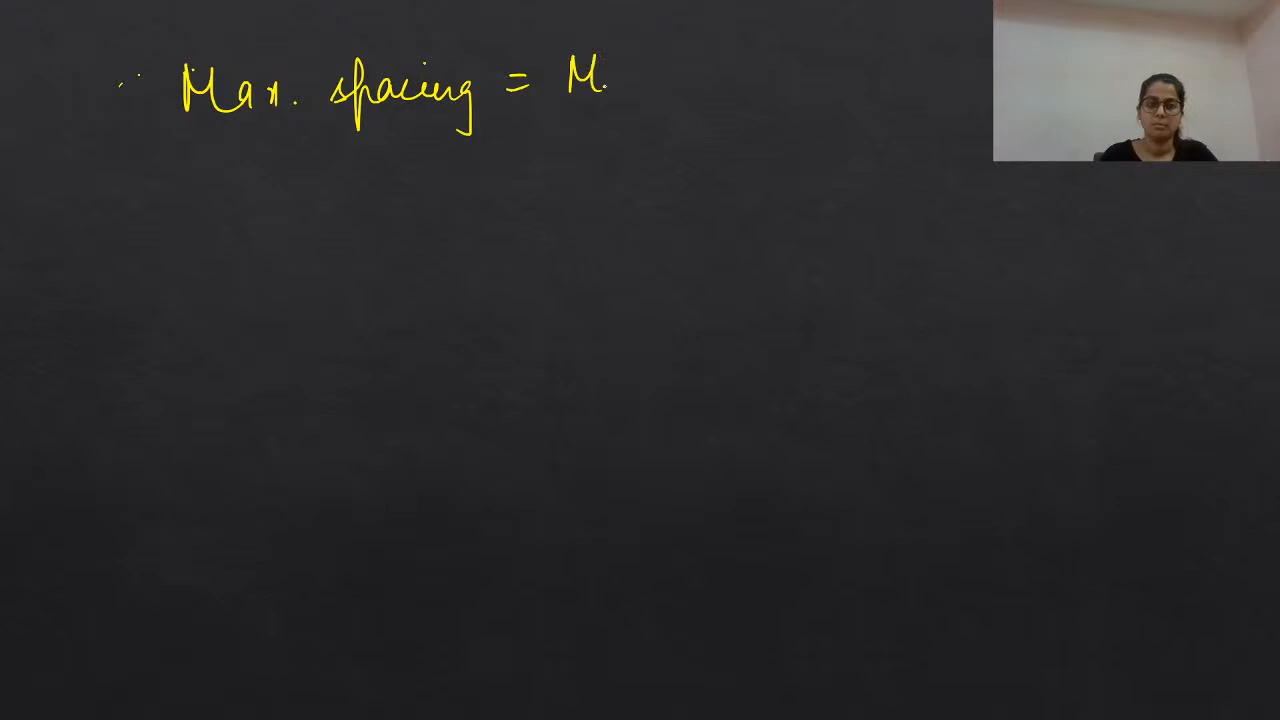 ∴ Max. spacing = M.